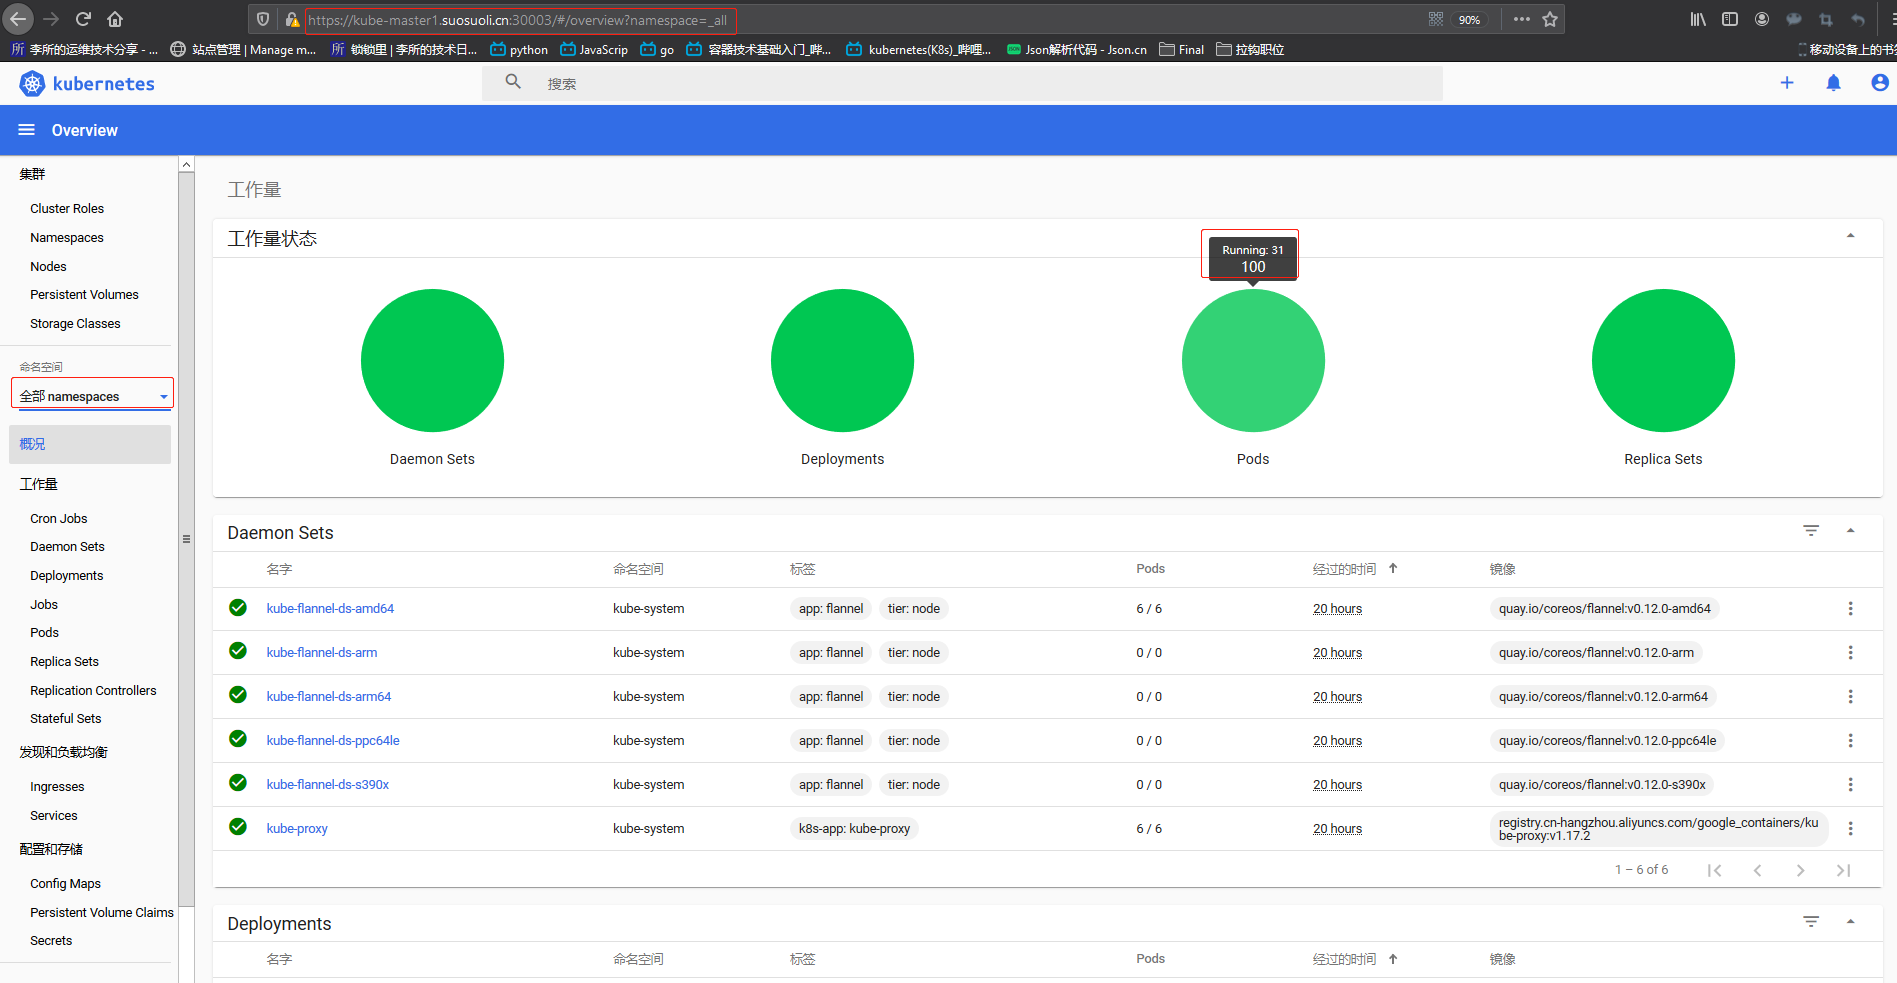 https://kube-master1.suosuoli.cn:30003/#/overview?namespace=_all
90%
李所的运维技术分享 - ...
站点管理 | Manage m...
锁锁里 | 李所的技术日...
python
JavaScrip
go
容器技术基础入门_哔...
kubernetes(K8s)_哔哩...
Json解析代码 - Json.cn
Final
拉钩职位
移动设备上的书签
kubernetes
搜索
Overview
集群
Cluster Roles
Namespaces
Nodes
Persistent Volumes
Storage Classes
命名空间
全部 namespaces
概况
工作量
Cron Jobs
Daemon Sets
Deployments
Jobs
Pods
Replica Sets
Replication Controllers
Stateful Sets
发现和负载均衡
Ingresses
Services
配置和存储
Config Maps
Persistent Volume Claims
Secrets
工作量
工作量状态
Running: 31
100
Daemon Sets
Deployments
Pods
Replica Sets
Daemon Sets
名字 命名空间 标签 Pods 经过的时间 镜像
kube-flannel-ds-amd64 kube-system app: flannel tier: node 6 / 6 20 hours quay.io/coreos/flannel:v0.12.0-amd64
kube-flannel-ds-arm kube-system app: flannel tier: node 0 / 0 20 hours quay.io/coreos/flannel:v0.12.0-arm
kube-flannel-ds-arm64 kube-system app: flannel tier: node 0 / 0 20 hours quay.io/coreos/flannel:v0.12.0-arm64
kube-flannel-ds-ppc64le kube-system app: flannel tier: node 0 / 0 20 hours quay.io/coreos/flannel:v0.12.0-ppc64le
kube-flannel-ds-s390x kube-system app: flannel tier: node 0 / 0 20 hours quay.io/coreos/flannel:v0.12.0-s390x
kube-proxy kube-system k8s-app: kube-proxy 6 / 6 20 hours registry.cn-hangzhou.aliyuncs.com/google_containers/ku
be-proxy:v1.17.2
1 – 6 of 6
Deployments
名字 命名空间 标签 Pods 经过的时间 镜像